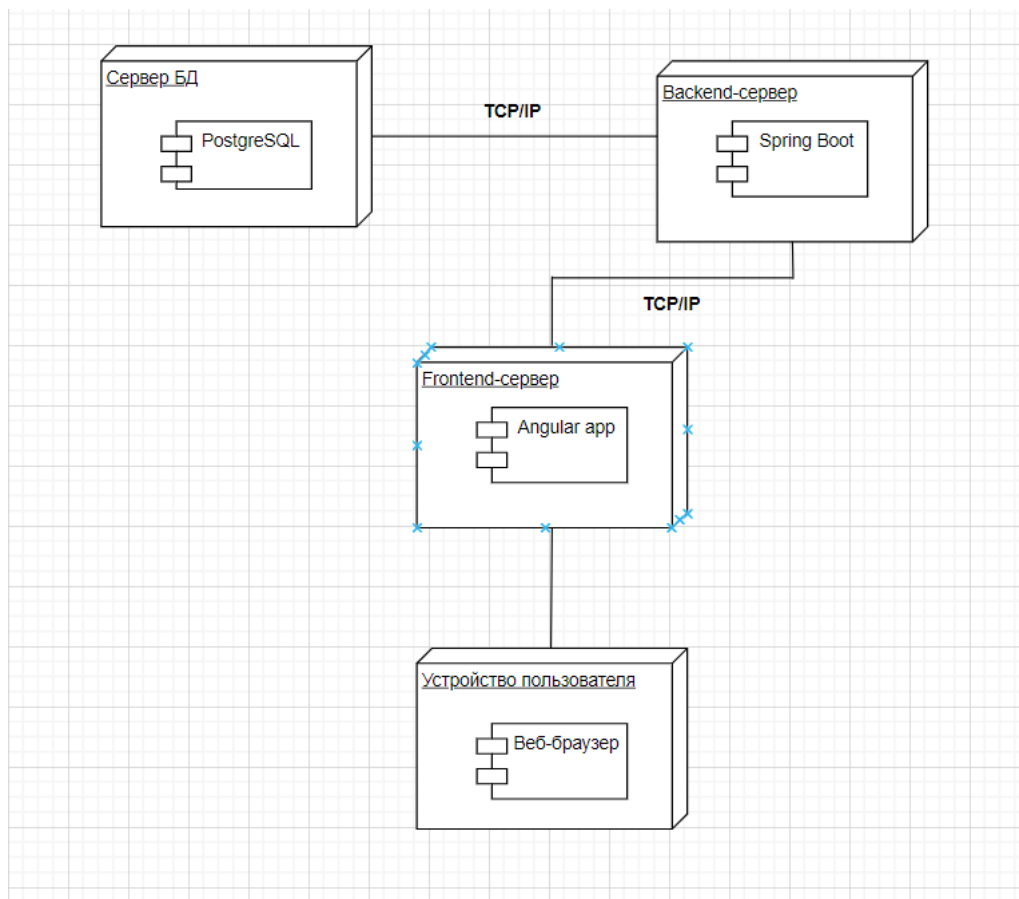 Сервер БД
PostgreSQL
TCP/IP
Backend-сервер
Spring Boot
TCP/IP
Frontend-сервер
Angular app
Устройство пользователя
Веб-браузер